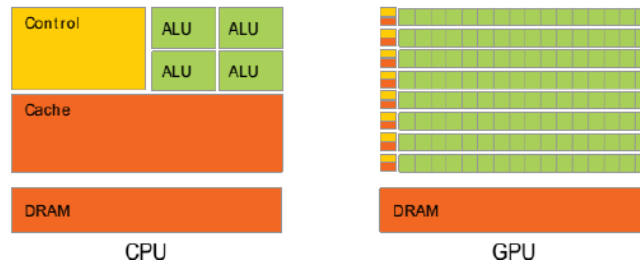 Control
ALU ALU
ALU ALU
Cache
DRAM
CPU
DRAM
GPU